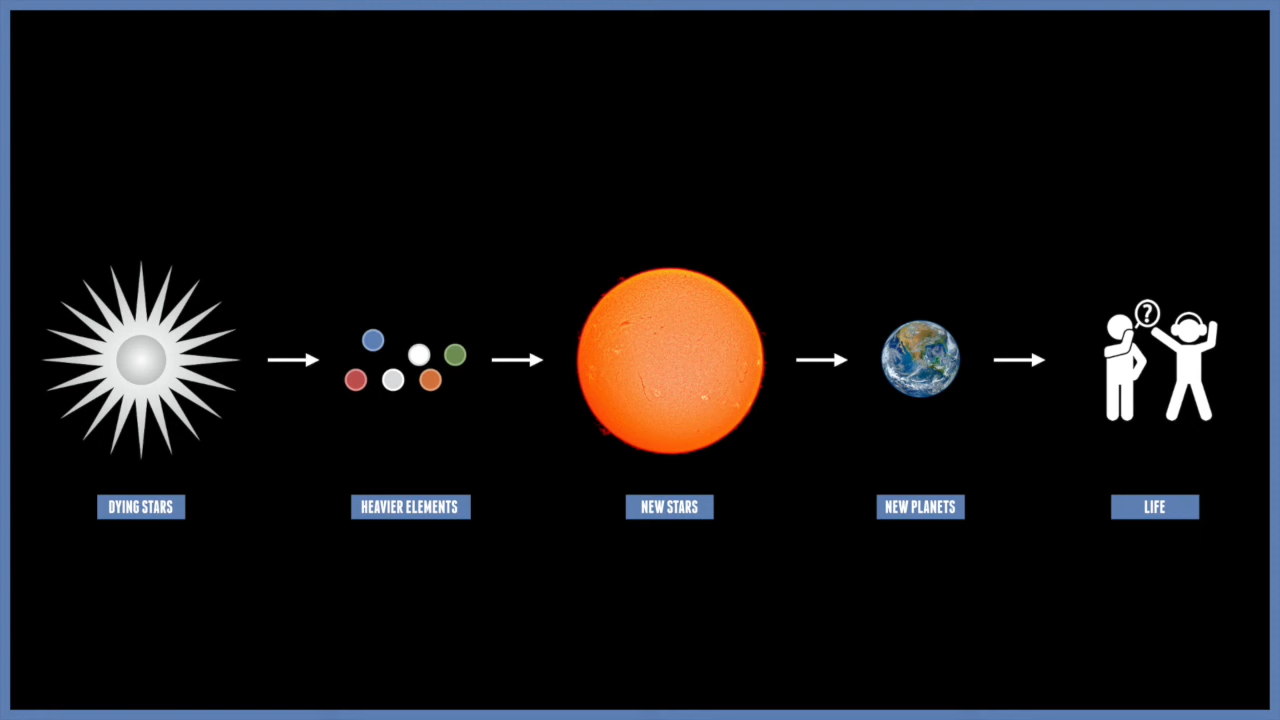 ?
DYING STARS
HEAVIER ELEMENTS
NEW STARS
NEW PLANETS
LIFE